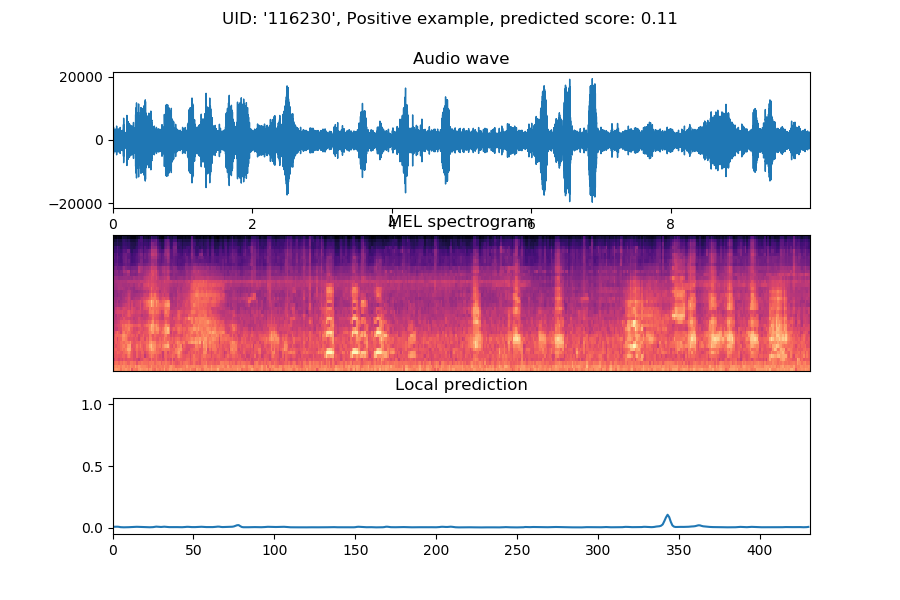 UID: '116230', Positive example, predicted score: 0.11
Audio wave
20000
0
−20000
0 2 4 6 8
MEL spectrogram
Local prediction
1.0
0.5
0.0
0 50 100 150 200 250 300 350 400